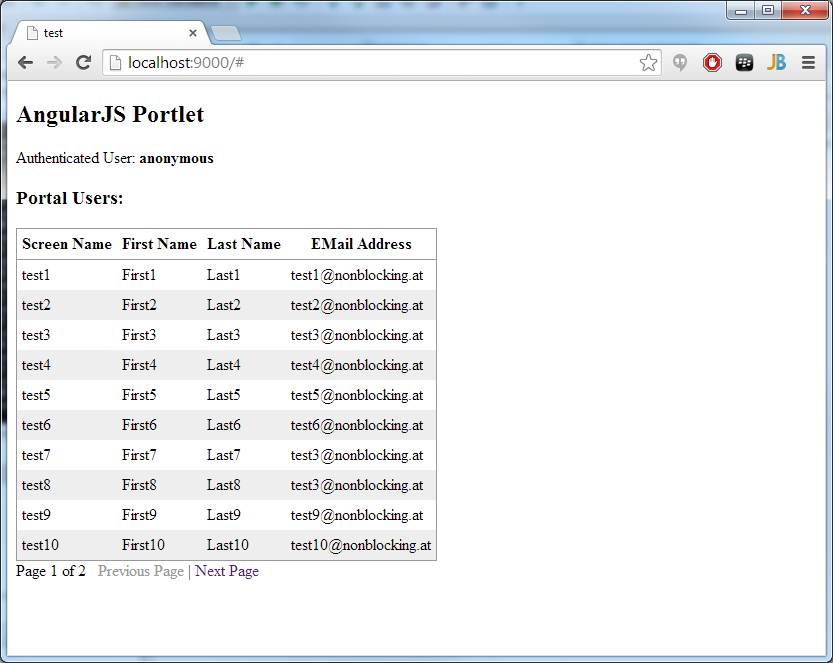 test
localhost:9000/#
JB
AngularJS Portlet
Authenticated User: anonymous
Portal Users:
Screen Name First Name Last Name EMail Address
test1 First1 Last1 test1@nonblocking.at
test2 First2 Last2 test2@nonblocking.at
test3 First3 Last3 test3@nonblocking.at
test4 First4 Last4 test4@nonblocking.at
test5 First5 Last5 test5@nonblocking.at
test6 First6 Last6 test6@nonblocking.at
test7 First7 Last7 test3@nonblocking.at
test8 First8 Last8 test3@nonblocking.at
test9 First9 Last9 test9@nonblocking.at
test10 First10 Last10 test10@nonblocking.at
Page 1 of 2 Previous Page | Next Page